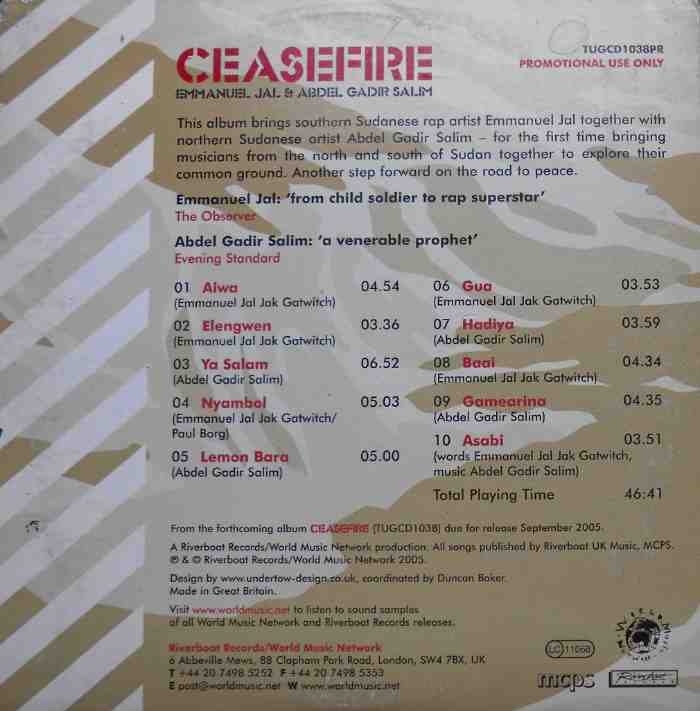 CEASEFIRE
EMMANUEL JAL & ABDEL GADIR SALIM
TUGCD1038PR
PROMOTIONAL USE ONLY
This album brings southern Sudanese rap artist Emmanuel Jal together with
northern Sudanese artist Abdel Gadir Salim – for the first time bringing
musicians from the north and south of Sudan together to explore their
common ground. Another step forward on the road to peace.
Emmanuel Jal: ‘from child soldier to rap superstar’
The Observer
Abdel Gadir Salim: ‘a venerable prophet’
Evening Standard
01 Aiwa 04.54
(Emmanuel Jal Jak Gatwitch)
02 Elengwen 03.36
(Emmanuel Jal Jak Gatwitch)
03 Ya Salam 06.52
(Abdel Gadir Salim)
04 Nyambol 05.03
(Emmanuel Jal Jak Gatwitch/
Paul Borg)
05 Lemon Bara 05.00
(Abdel Gadir Salim)
06 Gua 03.53
(Emmanuel Jal Jak Gatwitch)
07 Hadiya 03.59
(Abdel Gadir Salim)
08 Baai 04.34
(Emmanuel Jal Jak Gatwitch)
09 Gamearina 04.35
(Abdel Gadir Salim)
10 Asabi 03.51
(words Emmanuel Jal Jak Gatwitch,
music Abdel Gadir Salim)
Total Playing Time 46:41
From the forthcoming album CEASEFIRE (TUGCD1038) due for release September 2005.
A Riverboat Records/World Music Network production. All songs published by Riverboat UK Music, MCPS.
℗ & © Riverboat Records/World Music Network 2005.
Design by www.undertow-design.co.uk, coordinated by Duncan Baker.
Made in Great Britain.
Visit www.worldmusic.net to listen to sound samples
of all World Music Network and Riverboat Records releases.
Riverboat Records/World Music Network
6 Abbeville Mews, 88 Clapham Park Road, London, SW4 7BX, UK
T +44 20 7498 5252 F +44 20 7498 5353
E post@worldmusic.net W www.worldmusic.net
LC 11068
mcps